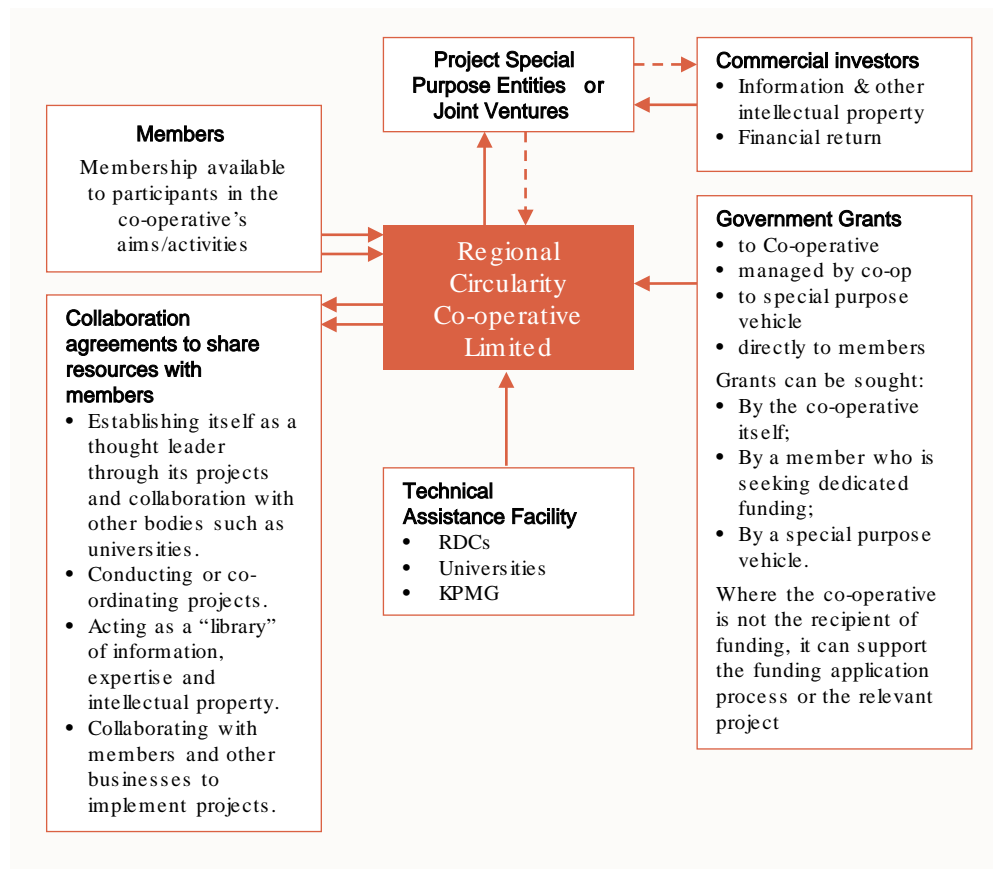 Project Special
Purpose Entities or
Joint Ventures
Commercial investors
• Information & other
intellectual property
• Financial return
Members
Membership available
to participants in the
co-operative’s
aims/activities
Government Grants
• to Co-operative
• managed by co-op
• to special purpose
vehicle
• directly to members
Grants can be sought:
• By the co-operative
itself;
• By a member who is
seeking dedicated
funding;
• By a special purpose
vehicle.
Where the co-operative
is not the recipient of
funding, it can support
the funding application
process or the relevant
project
Regional
Circularity
Co-operative
Limited
Collaboration
agreements to share
resources with
members
• Establishing itself as a
thought leader
through its projects
and collaboration with
other bodies such as
universities.
• Conducting or co-
ordinating projects.
• Acting as a “library”
of information,
expertise and
intellectual property.
• Collaborating with
members and other
businesses to
implement projects.
Technical
Assistance Facility
• RDCs
• Universities
• KPMG